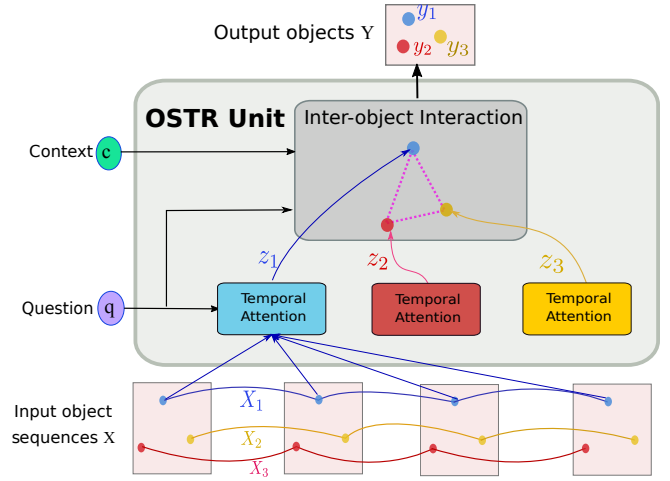 Output objects Y
y₁
y₂
y₃
OSTR Unit
Inter-object Interaction
Context
c
z₁
z₂
z₃
Question
q
Temporal
Attention
Temporal
Attention
Temporal
Attention
Input object
sequences X
X₁
X₂
X₃